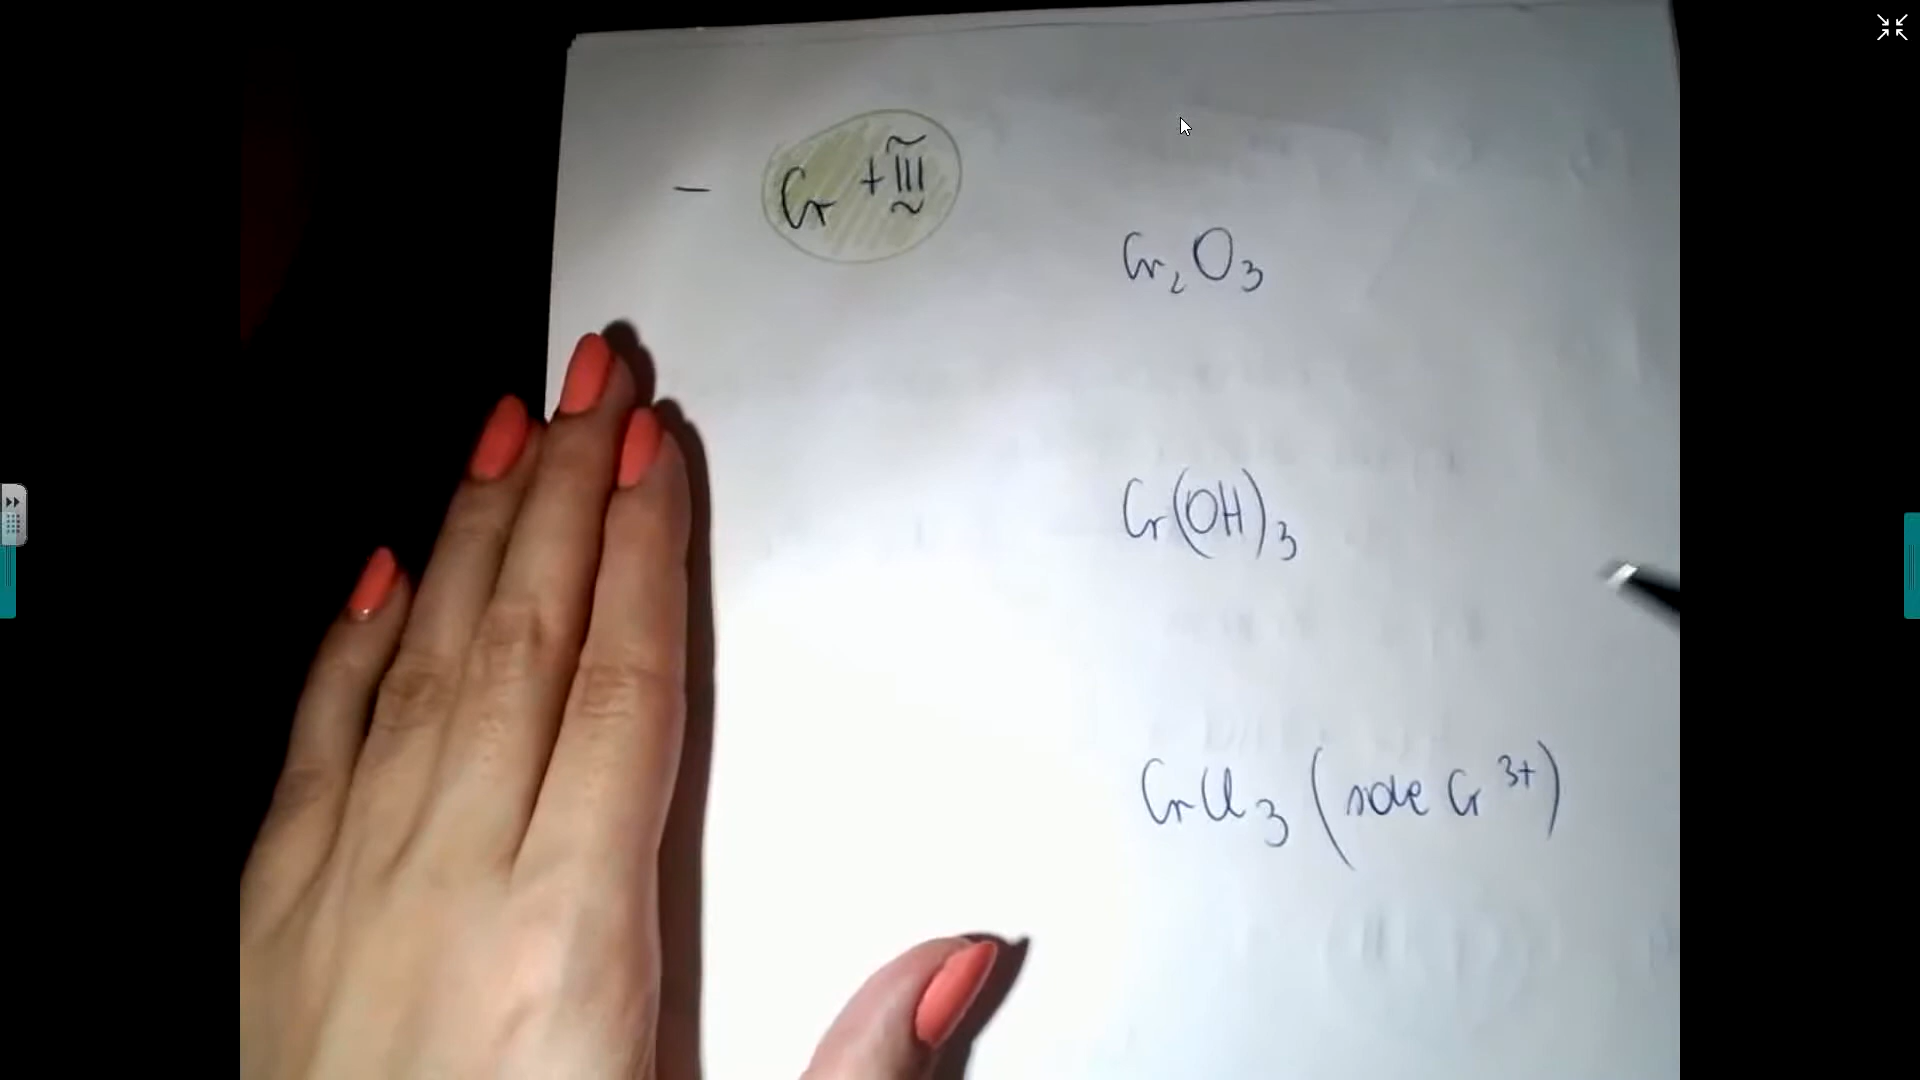 – Cr +III
Cr₂O₃
Cr(OH)₃
CrCl₃ (sole Cr³⁺)